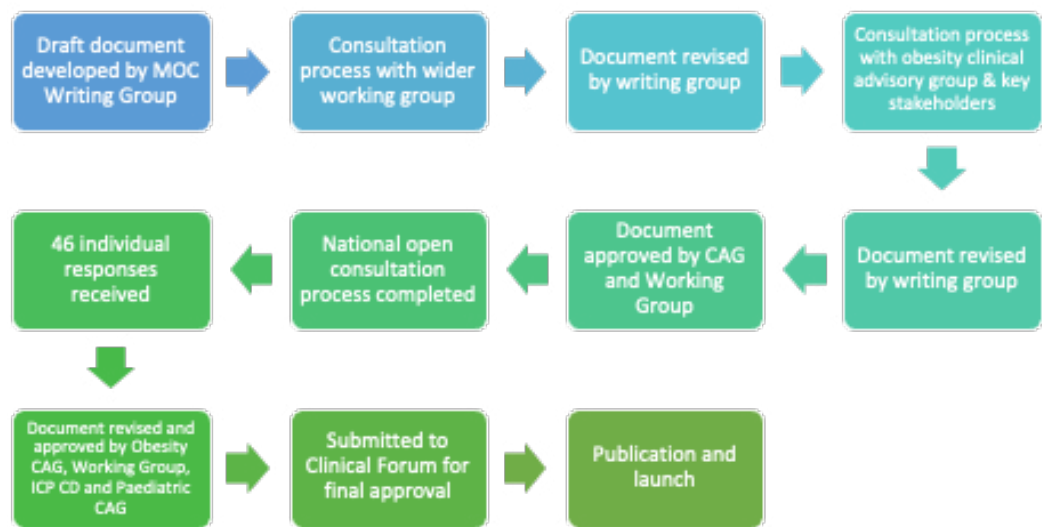 Draft document
developed by MOC
Writing Group
Consultation
process with wider
working group
Document revised
by writing group
Consultation process
with obesity clinical
advisory group & key
stakeholders
Document revised
by writing group
Document
approved by CAG
and Working
Group
National open
consultation
process completed
46 individual
responses
received
Document revised and
approved by Obesity
CAG, Working Group,
ICP CD and Paediatric
CAG
Submitted to
Clinical Forum for
final approval
Publication and
launch